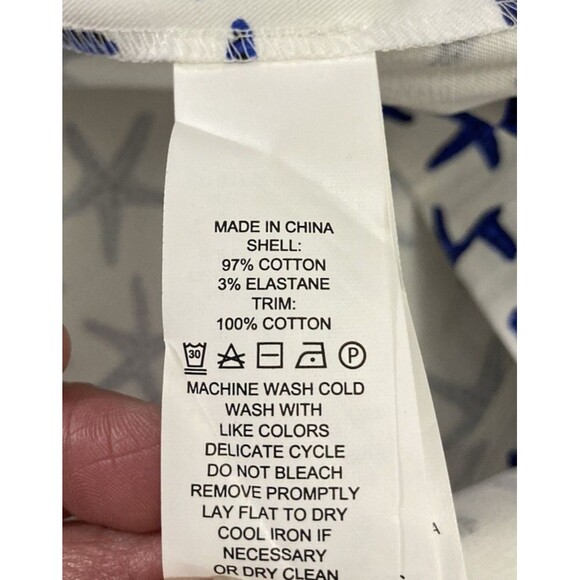 MADE IN CHINA
SHELL:
97% COTTON
3% ELASTANE
TRIM:
100% COTTON
30 P
MACHINE WASH COLD
WASH WITH
LIKE COLORS
DELICATE CYCLE
DO NOT BLEACH
REMOVE PROMPTLY
LAY FLAT TO DRY
COOL IRON IF
NECESSARY
OR DRY CLEAN